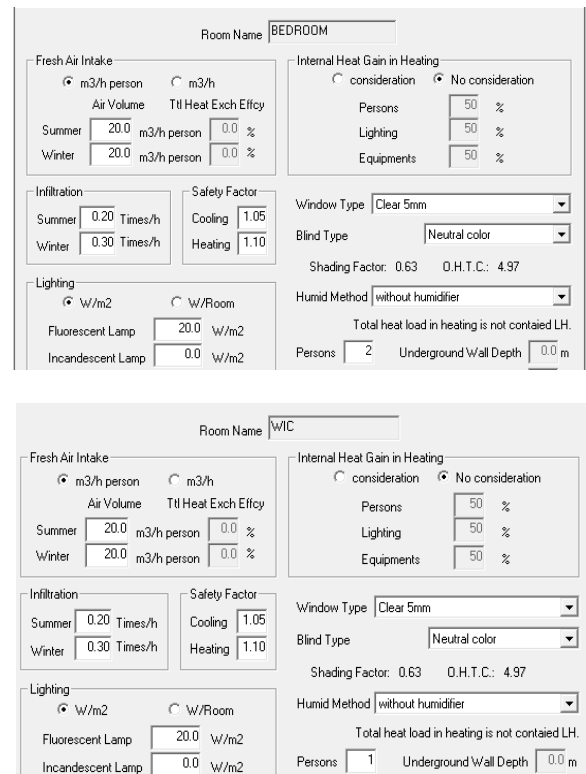 Room Name BEDROOM
Fresh Air Intake
m3/h person m3/h
Air Volume Ttl Heat Exch Effcy
Summer 20.0 m3/h person 0.0 %
Winter 20.0 m3/h person 0.0 %
Internal Heat Gain in Heating
consideration No consideration
Persons 50 %
Lighting 50 %
Equipments 50 %
Infiltration
Summer 0.20 Times/h
Winter 0.30 Times/h
Safety Factor
Cooling 1.05
Heating 1.10
Window Type Clear 5mm
Blind Type Neutral color
Shading Factor: 0.63 O.H.T.C.: 4.97
Lighting
W/m2 W/Room
Fluorescent Lamp 20.0 W/m2
Incandescent Lamp 0.0 W/m2
Humid Method without humidifier
Total heat load in heating is not contaied LH.
Persons 2 Underground Wall Depth 0.0 m
Room Name WIC
Fresh Air Intake
m3/h person m3/h
Air Volume Ttl Heat Exch Effcy
Summer 20.0 m3/h person 0.0 %
Winter 20.0 m3/h person 0.0 %
Internal Heat Gain in Heating
consideration No consideration
Persons 50 %
Lighting 50 %
Equipments 50 %
Infiltration
Summer 0.20 Times/h
Winter 0.30 Times/h
Safety Factor
Cooling 1.05
Heating 1.10
Window Type Clear 5mm
Blind Type Neutral color
Shading Factor: 0.63 O.H.T.C.: 4.97
Lighting
W/m2 W/Room
Fluorescent Lamp 20.0 W/m2
Incandescent Lamp 0.0 W/m2
Humid Method without humidifier
Total heat load in heating is not contaied LH.
Persons 1 Underground Wall Depth 0.0 m